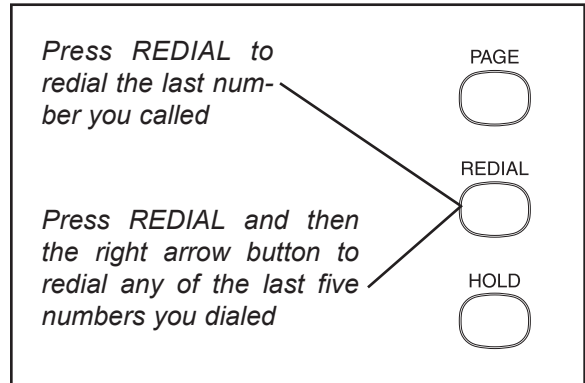 Press REDIAL to
redial the last num-
ber you called
PAGE
REDIAL
Press REDIAL and then
the right arrow button to
redial any of the last five
numbers you dialed
HOLD